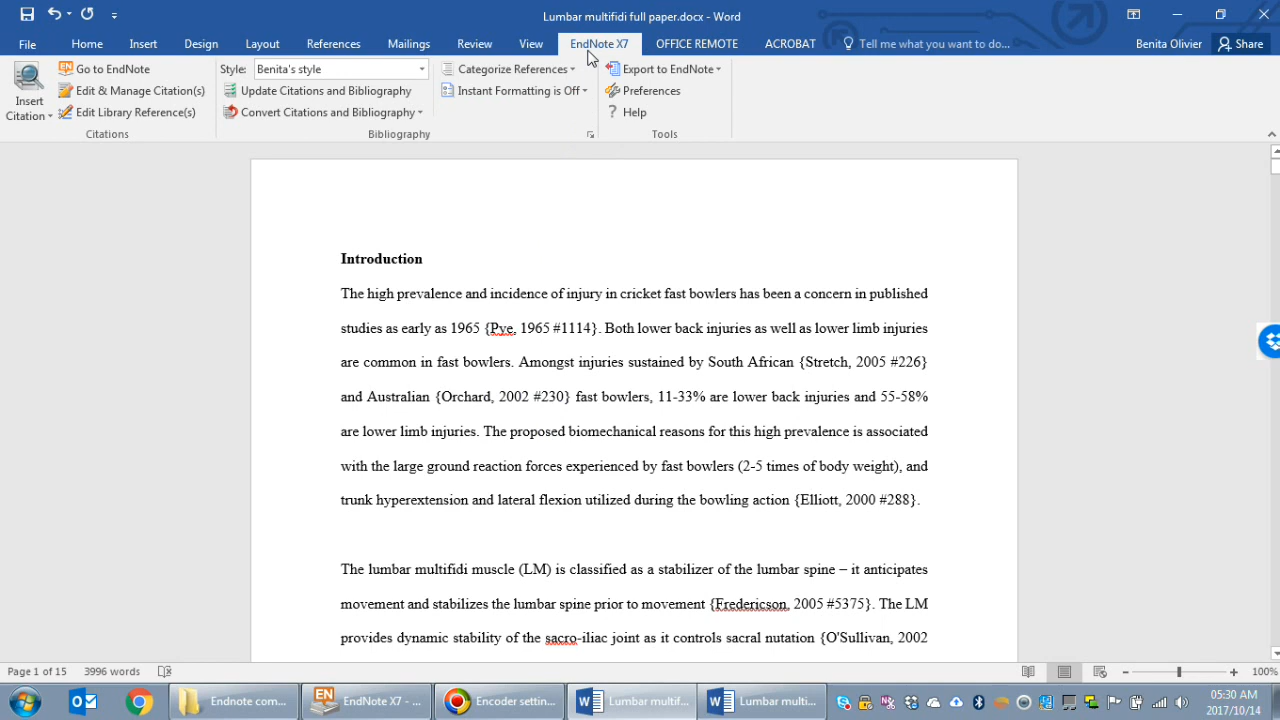 Lumbar multifidi full paper.docx - Word
File Home Insert Design Layout References Mailings Review View EndNote X7 OFFICE REMOTE ACROBAT Tell me what you want to do... Benita Olivier Share
Go to EndNote Style: Benita's style Categorize References Export to EndNote
Insert Citation Edit & Manage Citation(s) Update Citations and Bibliography Instant Formatting is Off Preferences
Edit Library Reference(s) Convert Citations and Bibliography Help
Citations Bibliography Tools
Introduction
The high prevalence and incidence of injury in cricket fast bowlers has been a concern in published
studies as early as 1965 {Pye, 1965 #1114}. Both lower back injuries as well as lower limb injuries
are common in fast bowlers. Amongst injuries sustained by South African {Stretch, 2005 #226}
and Australian {Orchard, 2002 #230} fast bowlers, 11-33% are lower back injuries and 55-58%
are lower limb injuries. The proposed biomechanical reasons for this high prevalence is associated
with the large ground reaction forces experienced by fast bowlers (2-5 times of body weight), and
trunk hyperextension and lateral flexion utilized during the bowling action {Elliott, 2000 #288}.
The lumbar multifidi muscle (LM) is classified as a stabilizer of the lumbar spine – it anticipates
movement and stabilizes the lumbar spine prior to movement {Fredericson, 2005 #5375}. The LM
provides dynamic stability of the sacro-iliac joint as it controls sacral nutation {O'Sullivan, 2002
Page 1 of 15 3996 words 100%
Endnote com... EndNote X7 - ... Encoder settin... Lumbar multif... Lumbar multi... 05:30 AM
2017/10/14